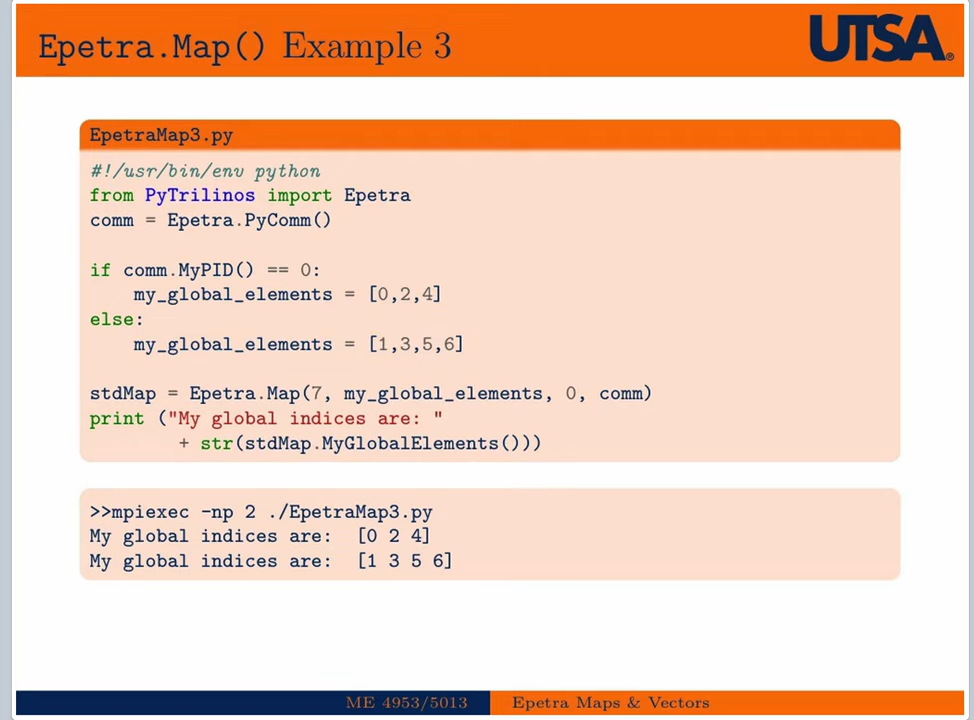 Epetra.Map() Example 3
UTSA®
EpetraMap3.py
#!/usr/bin/env python
from PyTrilinos import Epetra
comm = Epetra.PyComm()
if comm.MyPID() == 0:
    my_global_elements = [0,2,4]
else:
    my_global_elements = [1,3,5,6]
stdMap = Epetra.Map(7, my_global_elements, 0, comm)
print ("My global indices are: "
        + str(stdMap.MyGlobalElements()))
>>mpiexec -np 2 ./EpetraMap3.py
My global indices are:  [0 2 4]
My global indices are:  [1 3 5 6]
ME 4953/5013
Epetra Maps & Vectors